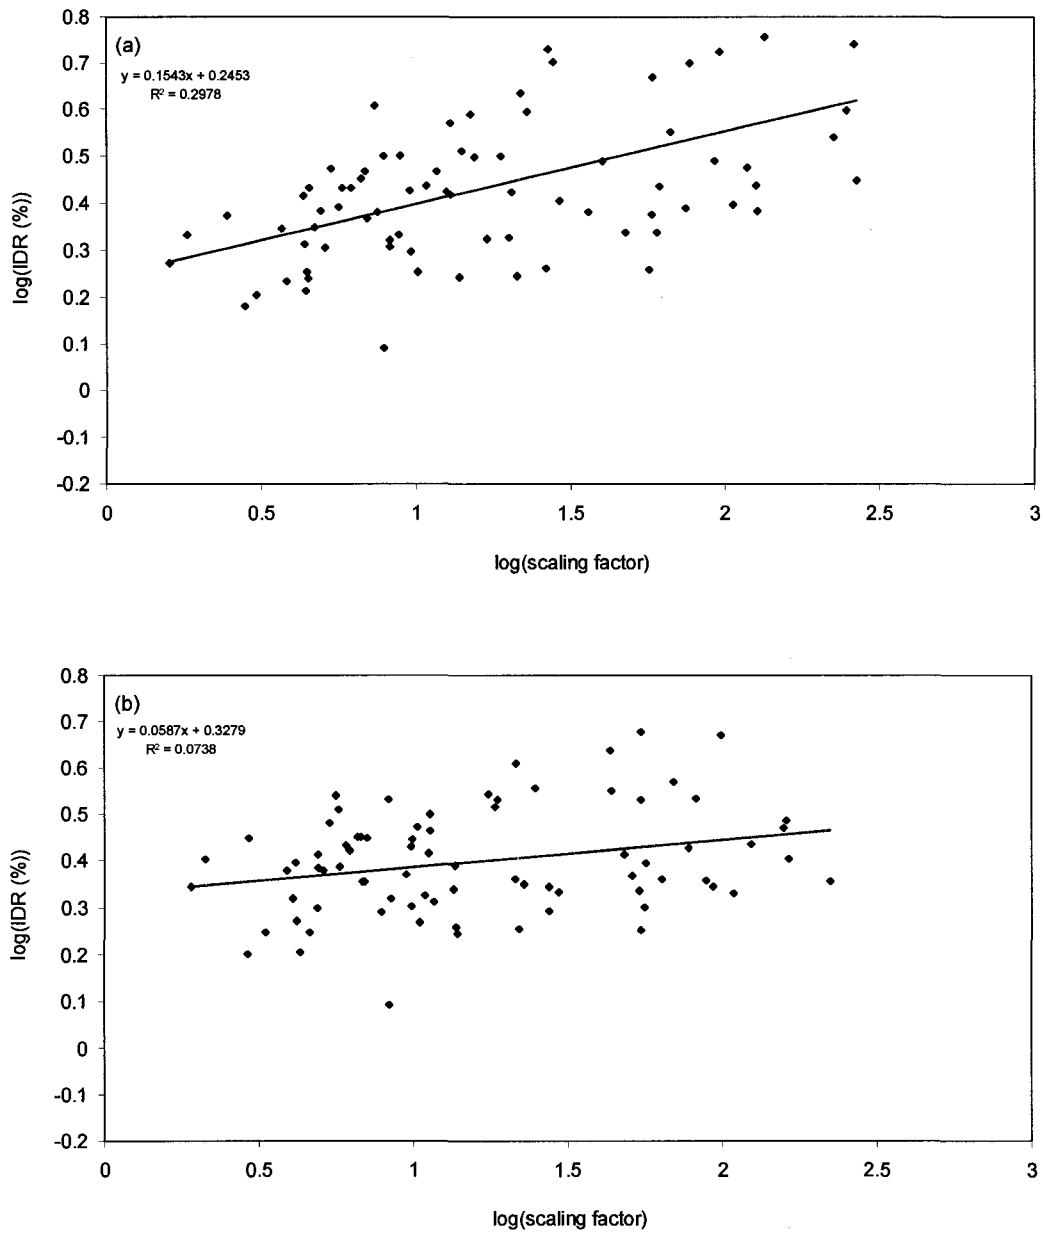 0.8
(a)
0.7
y = 0.1543x + 0.2453
R² = 0.2978
0.6
0.5
0.4
0.3
0.2
0.1
0
-0.1
-0.2
log(IDR (%))
0 0.5 1 1.5 2 2.5 3
log(scaling factor)
0.8
(b)
0.7
y = 0.0587x + 0.3279
R² = 0.0738
0.6
0.5
0.4
0.3
0.2
0.1
0
-0.1
-0.2
log(IDR (%))
0 0.5 1 1.5 2 2.5 3
log(scaling factor)